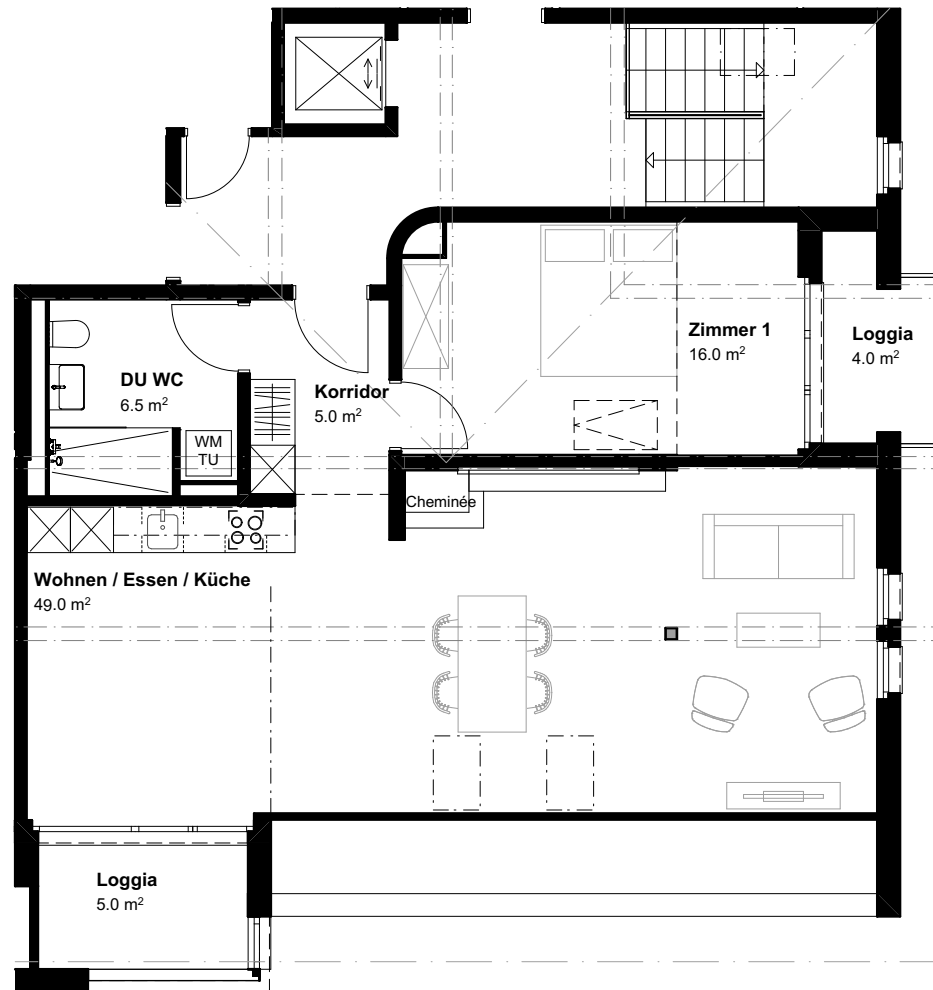 Zimmer 1
16.0 m²
Loggia
4.0 m²
DU WC
6.5 m²
Korridor
5.0 m²
WM
TU
Cheminée
Wohnen / Essen / Küche
49.0 m²
Loggia
5.0 m²